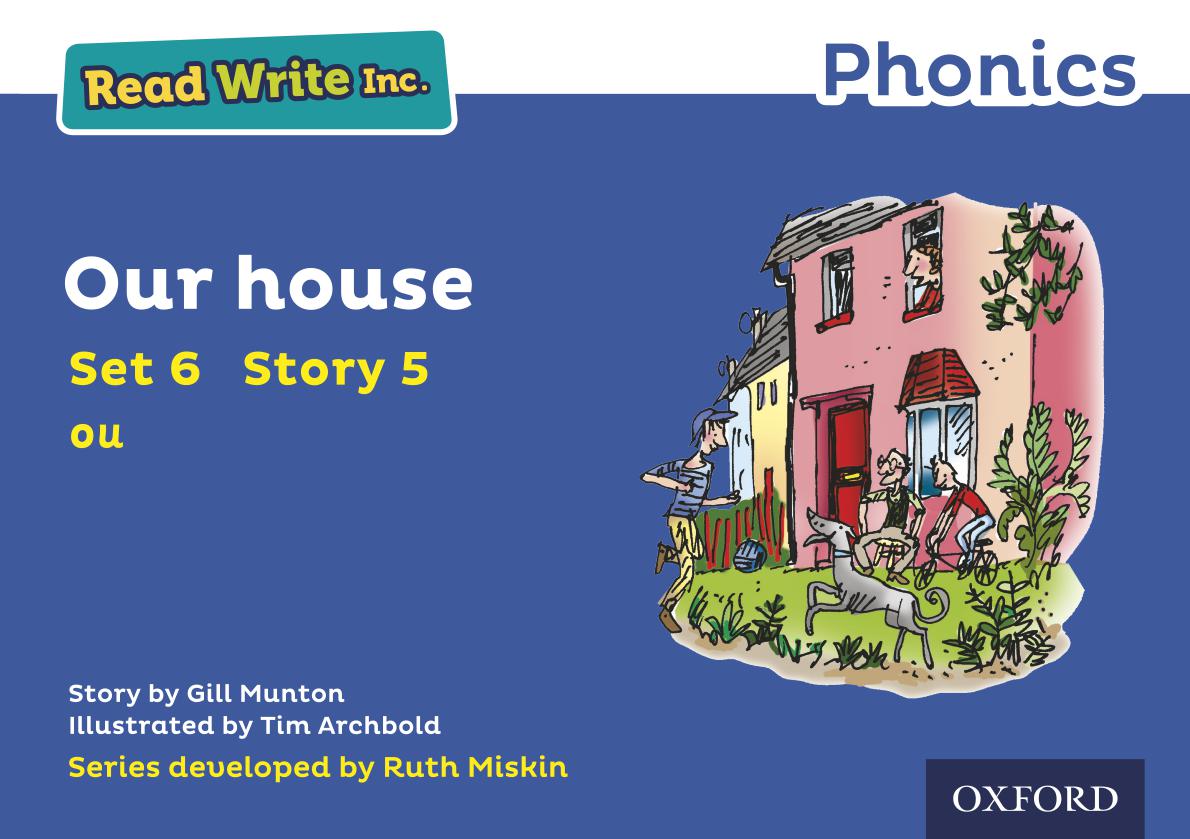 Read Write Inc.
Phonics
Our house
Set 6 Story 5
ou
Story by Gill Munton
Illustrated by Tim Archbold
Series developed by Ruth Miskin
OXFORD